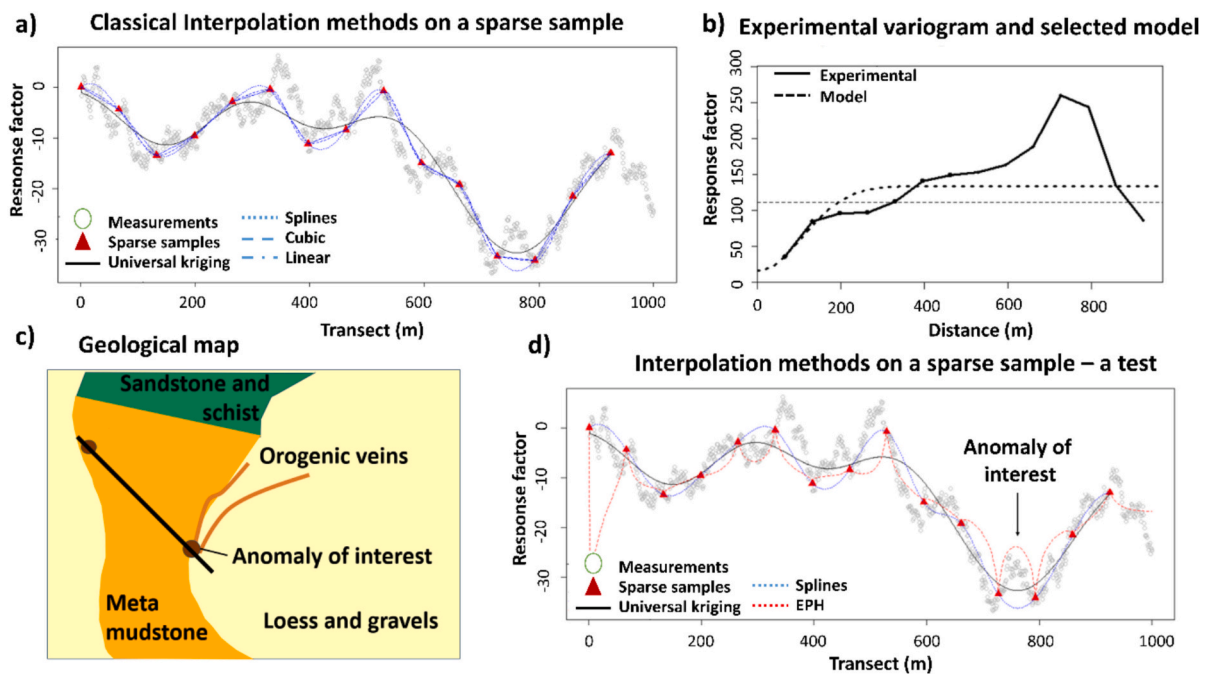 a)
Classical Interpolation methods on a sparse sample
Response factor
0
-10
-20
-30
Measurements
Sparse samples
Universal kriging
Splines
Cubic
Linear
0
200
400
600
800
1000
Transect (m)
b)
Experimental variogram and selected model
Response factor
300
250
200
150
100
50
0
Experimental
Model
0
200
400
600
800
Distance (m)
c)
Geological map
Sandstone and
schist
Orogenic veins
Anomaly of interest
Meta
mudstone
Loess and gravels
d)
Interpolation methods on a sparse sample – a test
Response factor
0
-10
-20
-30
Anomaly of
interest
Measurements
Sparse samples
Universal kriging
Splines
EPH
0
200
400
600
800
1000
Transect (m)